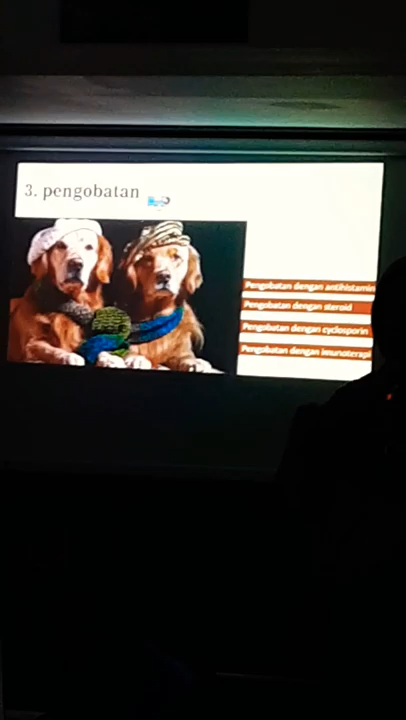 3. pengobatan
Pengobatan dengan antihistamin
Pengobatan dengan steroid
Pengobatan dengan cyclosporin
Pengobatan dengan imunoterapi